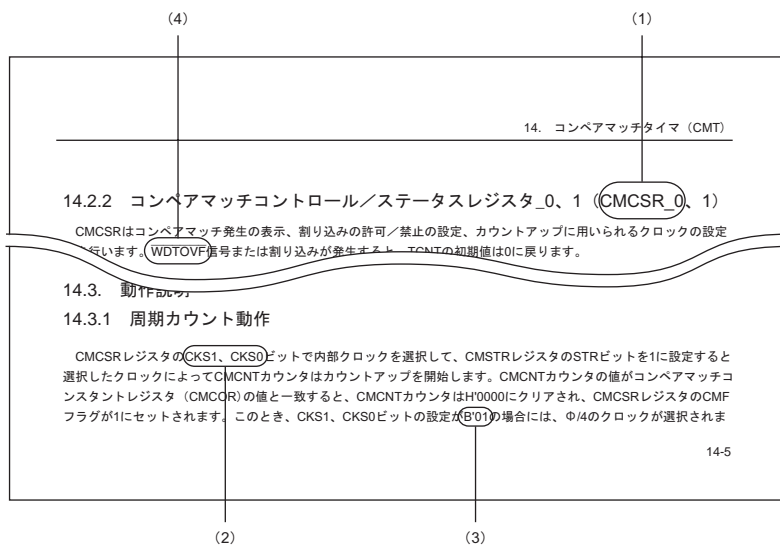 (4)
(1)
14. コンペアマッチタイマ（CMT）
14.2.2 コンペアマッチコントロール／ステータスレジスタ_0、1（CMCSR_0、1）
CMCSRはコンペアマッチ発生の表示、割り込みの許可／禁止の設定、カウントアップに用いられるクロックの設定
行います。WDTOVF信号または割り込みが発生すると、TCNTの初期値は0に戻ります。
14.3. 動作説明
14.3.1 周期カウント動作
CMCSRレジスタのCKS1、CKS0ビットで内部クロックを選択して、CMSTRレジスタのSTRビットを1に設定すると
選択したクロックによってCMCNTカウンタはカウントアップを開始します。CMCNTカウンタの値がコンペアマッチコ
ンスタントレジスタ（CMCOR)の値と一致すると、CMCNTカウンタはH'0000にクリアされ、CMCSRレジスタのCMF
フラグが1にセットされます。このとき、CKS1、CKS0ビットの設定がB'01の場合には、Φ/4のクロックが選択されま
14-5
(2)
(3)